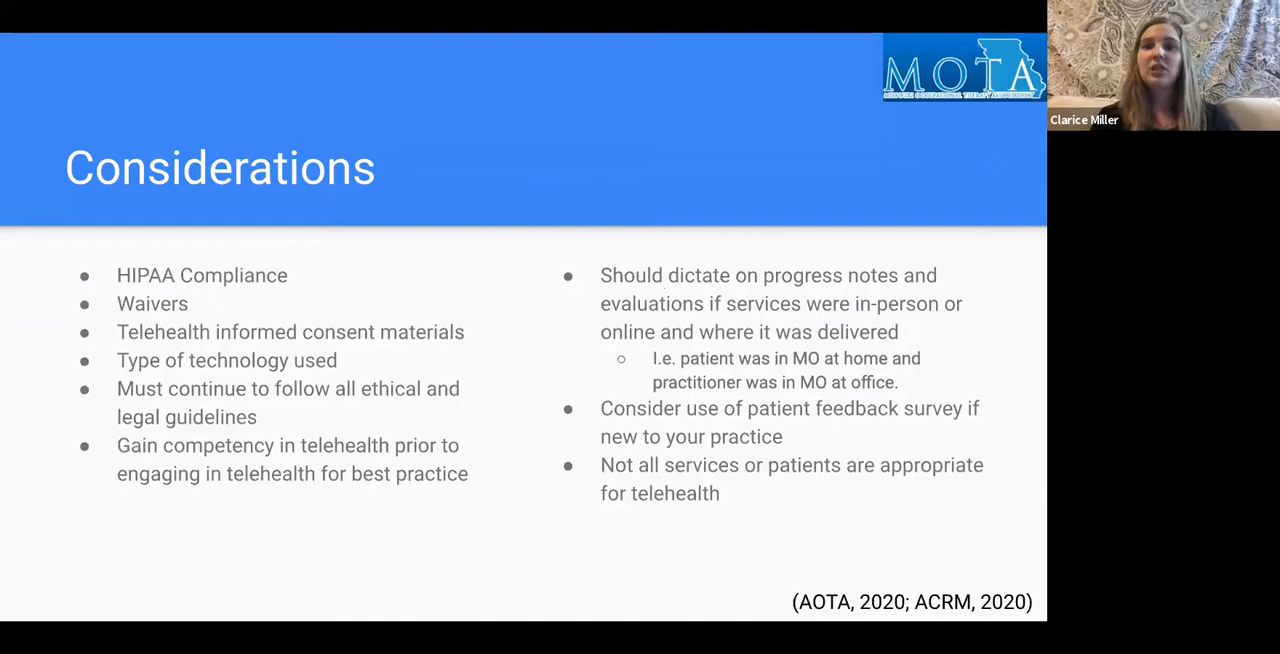 MOTA
MISSOURI OCCUPATIONAL THERAPY ASSOCIATION
Clarice Miller
Considerations
● HIPAA Compliance
● Waivers
● Telehealth informed consent materials
● Type of technology used
● Must continue to follow all ethical and
legal guidelines
● Gain competency in telehealth prior to
engaging in telehealth for best practice
● Should dictate on progress notes and
evaluations if services were in-person or
online and where it was delivered
○ I.e. patient was in MO at home and
practitioner was in MO at office.
● Consider use of patient feedback survey if
new to your practice
● Not all services or patients are appropriate
for telehealth
(AOTA, 2020; ACRM, 2020)